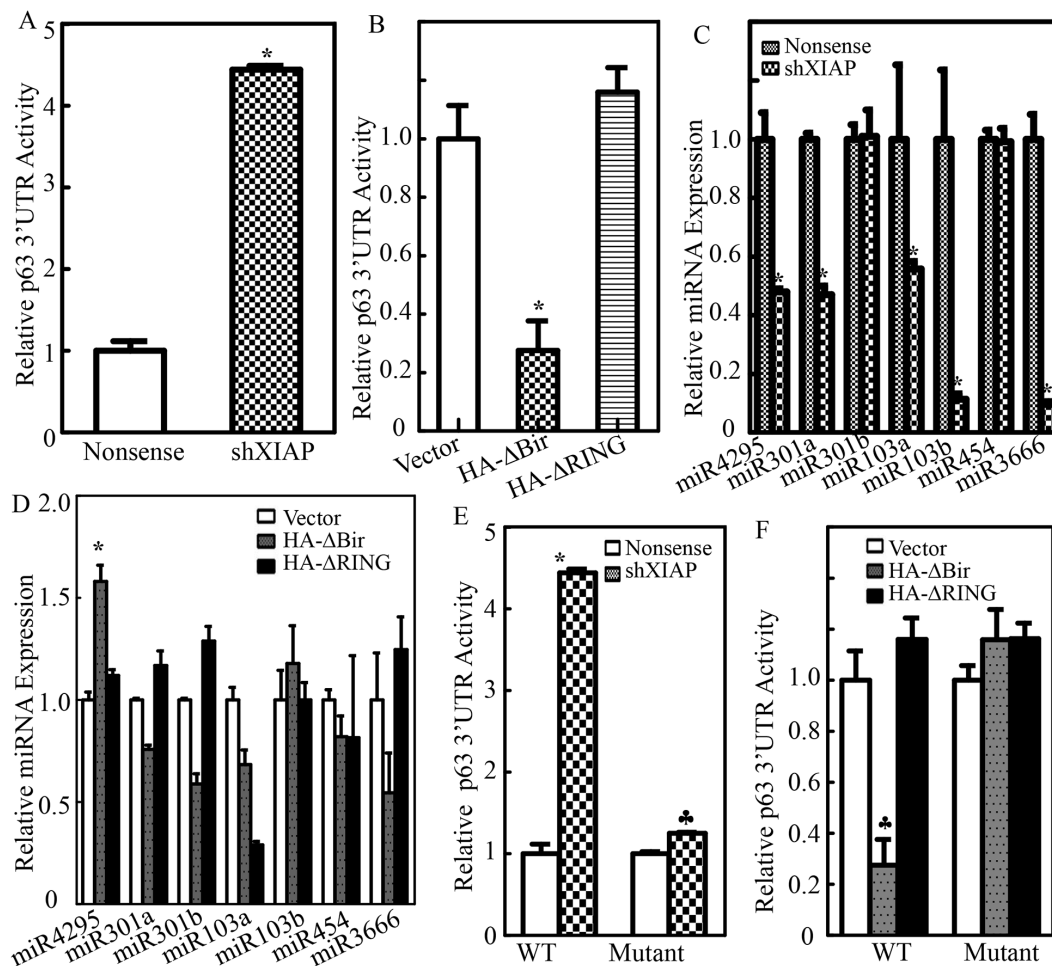 A
Relative p63 3'UTR Activity
5
4
3
2
1
0
*
Nonsense
shXIAP
B
Relative p63 3'UTR Activity
1.0
0.8
0.6
0.4
0.2
0
*
Vector
HA-ΔBir
HA-ΔRING
C
Nonsense
shXIAP
Relative miRNA Expression
1.0
0.8
0.6
0.4
0.2
0
* * * * *
miR4295
miR301a
miR301b
miR103a
miR103b
miR454
miR3666
D
Vector
HA-ΔBir
HA-ΔRING
Relative miRNA Expression
2.0
1.5
1.0
0.5
0
*
miR4295
miR301a
miR301b
miR103a
miR103b
miR454
miR3666
E
Nonsense
shXIAP
Relative p63 3'UTR Activity
5
4
3
2
1
0
*
♣
WT
Mutant
F
Vector
HA-ΔBir
HA-ΔRING
Relative p63 3'UTR Activity
1.0
0.8
0.6
0.4
0.2
0
♣
WT
Mutant